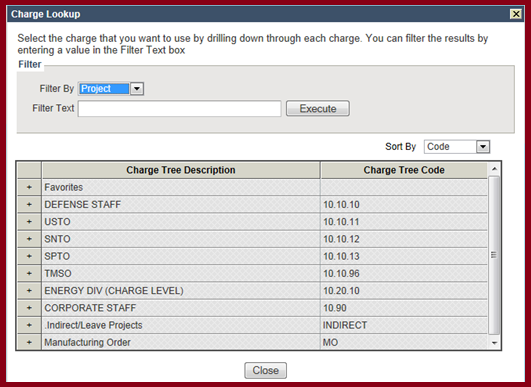 Charge Lookup
Select the charge that you want to use by drilling down through each charge. You can filter the results by
entering a value in the Filter Text box
Filter
Filter By Project
Filter Text Execute
Sort By Code
Charge Tree Description Charge Tree Code
+ Favorites
+ DEFENSE STAFF 10.10.10
+ USTO 10.10.11
+ SNTO 10.10.12
+ SPTO 10.10.13
+ TMSO 10.10.96
+ ENERGY DIV (CHARGE LEVEL) 10.20.10
+ CORPORATE STAFF 10.90
+ .Indirect/Leave Projects INDIRECT
+ Manufacturing Order MO
Close